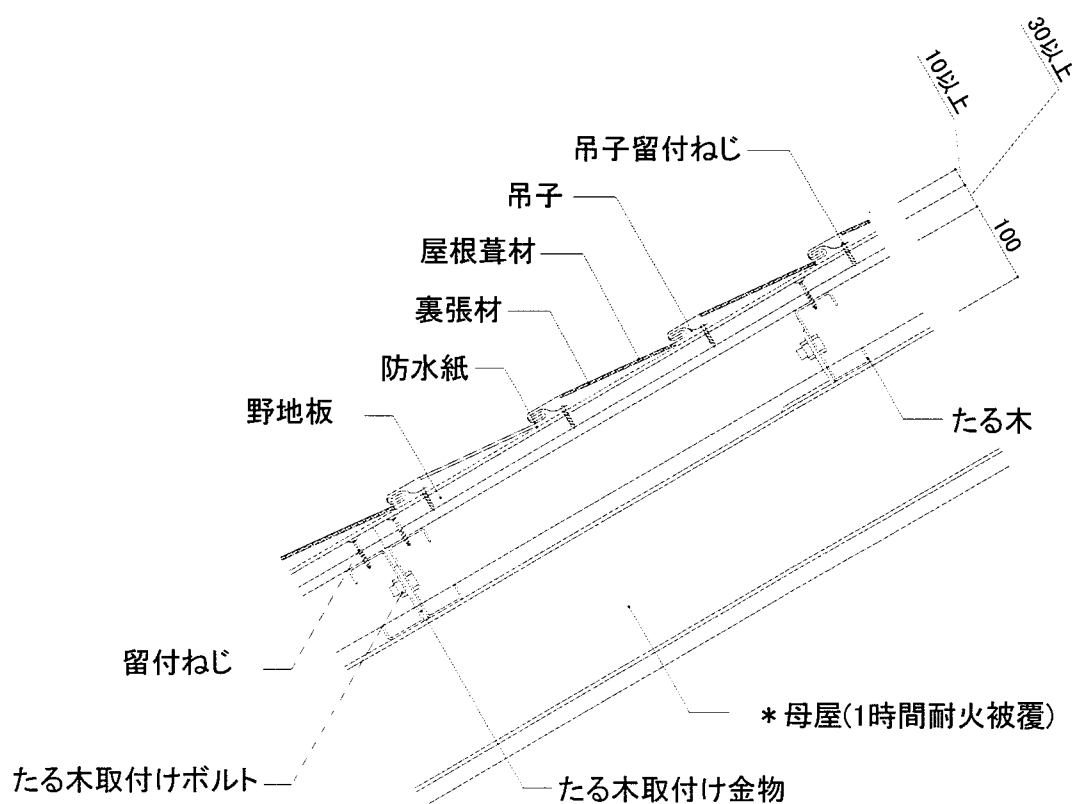 30以上
10以上
吊子留付ねじ
吊子
100
屋根葺材
裏張材
防水紙
野地板
たる木
留付ねじ
*母屋(1時間耐火被覆)
たる木取付けボルト
たる木取付け金物